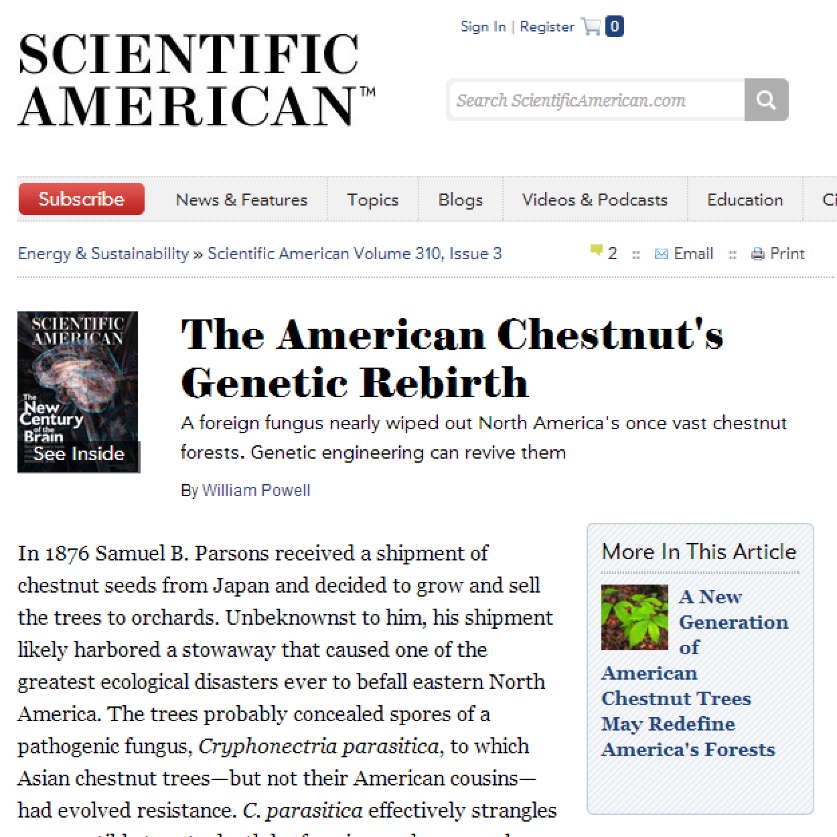 Sign In | Register 0
SCIENTIFIC
AMERICAN™
Search ScientificAmerican.com
Subscribe News & Features Topics Blogs Videos & Podcasts Education Ci
Energy & Sustainability » Scientific American Volume 310, Issue 3 2 :: Email :: Print
SCIENTIFIC
AMERICAN
The
New
Century
of the
Brain
See Inside
The American Chestnut's
Genetic Rebirth
A foreign fungus nearly wiped out North America's once vast chestnut
forests. Genetic engineering can revive them
By William Powell
In 1876 Samuel B. Parsons received a shipment of
chestnut seeds from Japan and decided to grow and sell
the trees to orchards. Unbeknownst to him, his shipment
likely harbored a stowaway that caused one of the
greatest ecological disasters ever to befall eastern North
America. The trees probably concealed spores of a
pathogenic fungus, Cryphonectria parasitica, to which
Asian chestnut trees—but not their American cousins—
had evolved resistance. C. parasitica effectively strangles
More In This Article
A New
Generation
of
American
Chestnut Trees
May Redefine
America's Forests